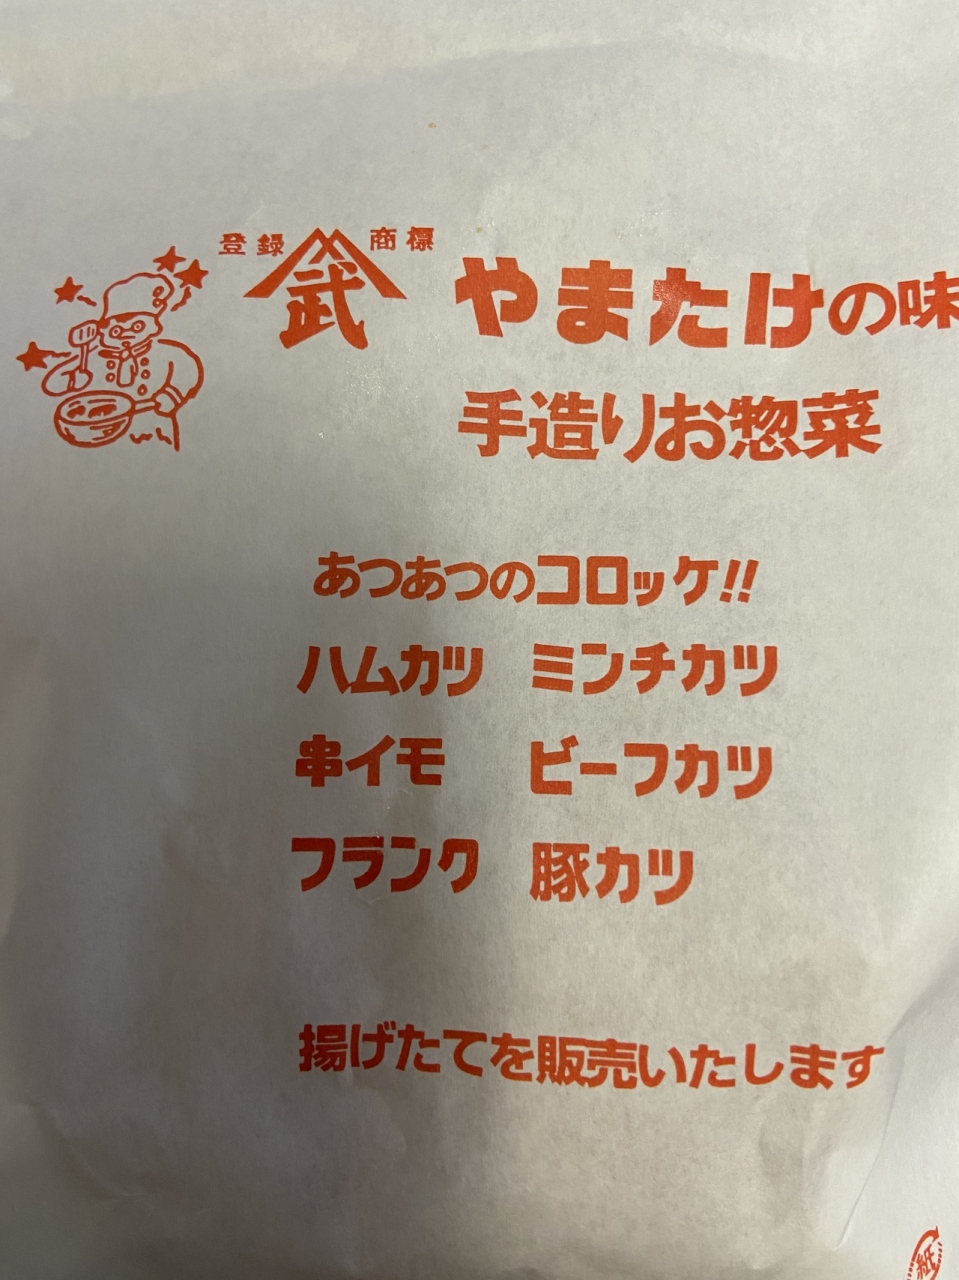 登録 商標
武
やまたけの味
手造りお惣菜
あつあつのコロッケ!!
ハムカツ ミンチカツ
串イモ ビーフカツ
フランク 豚カツ
揚げたてを販売いたします
紙